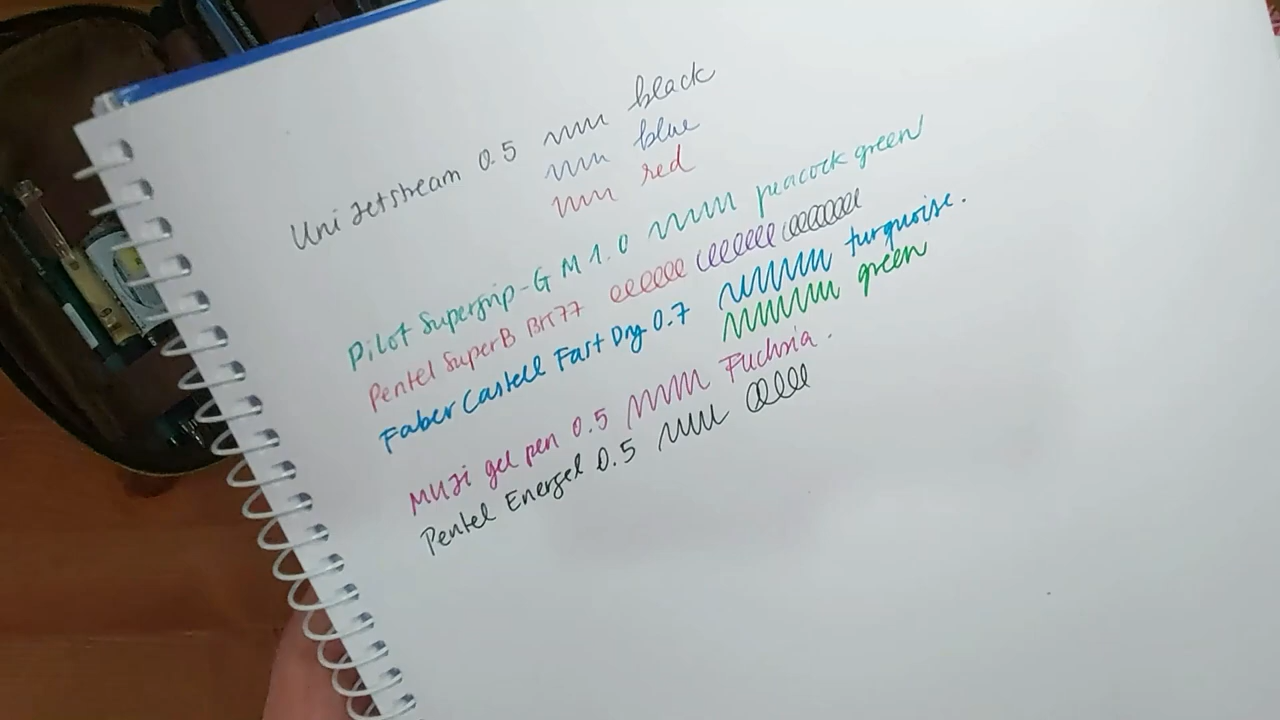 Uni Jetstream 0.5 black
blue
red
Pilot Supergrip-G M 1.0 peacock green
Pentel SuperB BK77
Faber Castell Fast Dry 0.7 turquoise.
green
MUJI gel pen 0.5 Fuchsia.
Pentel Energel 0.5